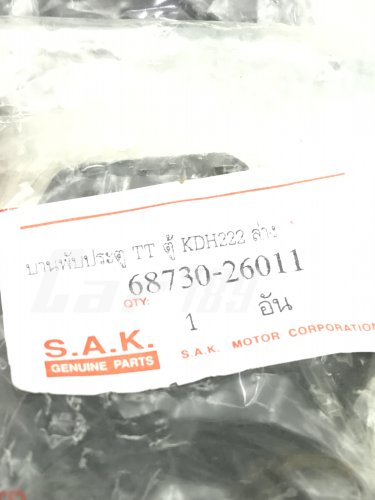 บานพับประตู TT ตู้ KDH222 ล่าง
68730-26011
QTY.
1 อัน
S.A.K.
GENUINE PARTS
S.A.K. MOTOR CORPORATION